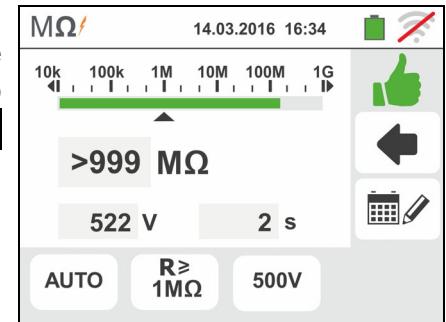 MΩ 14.03.2016 16:34
10k 100k 1M 10M 100M 1G
>999 MΩ
522 V 2 s
AUTO R≥ 1MΩ 500V